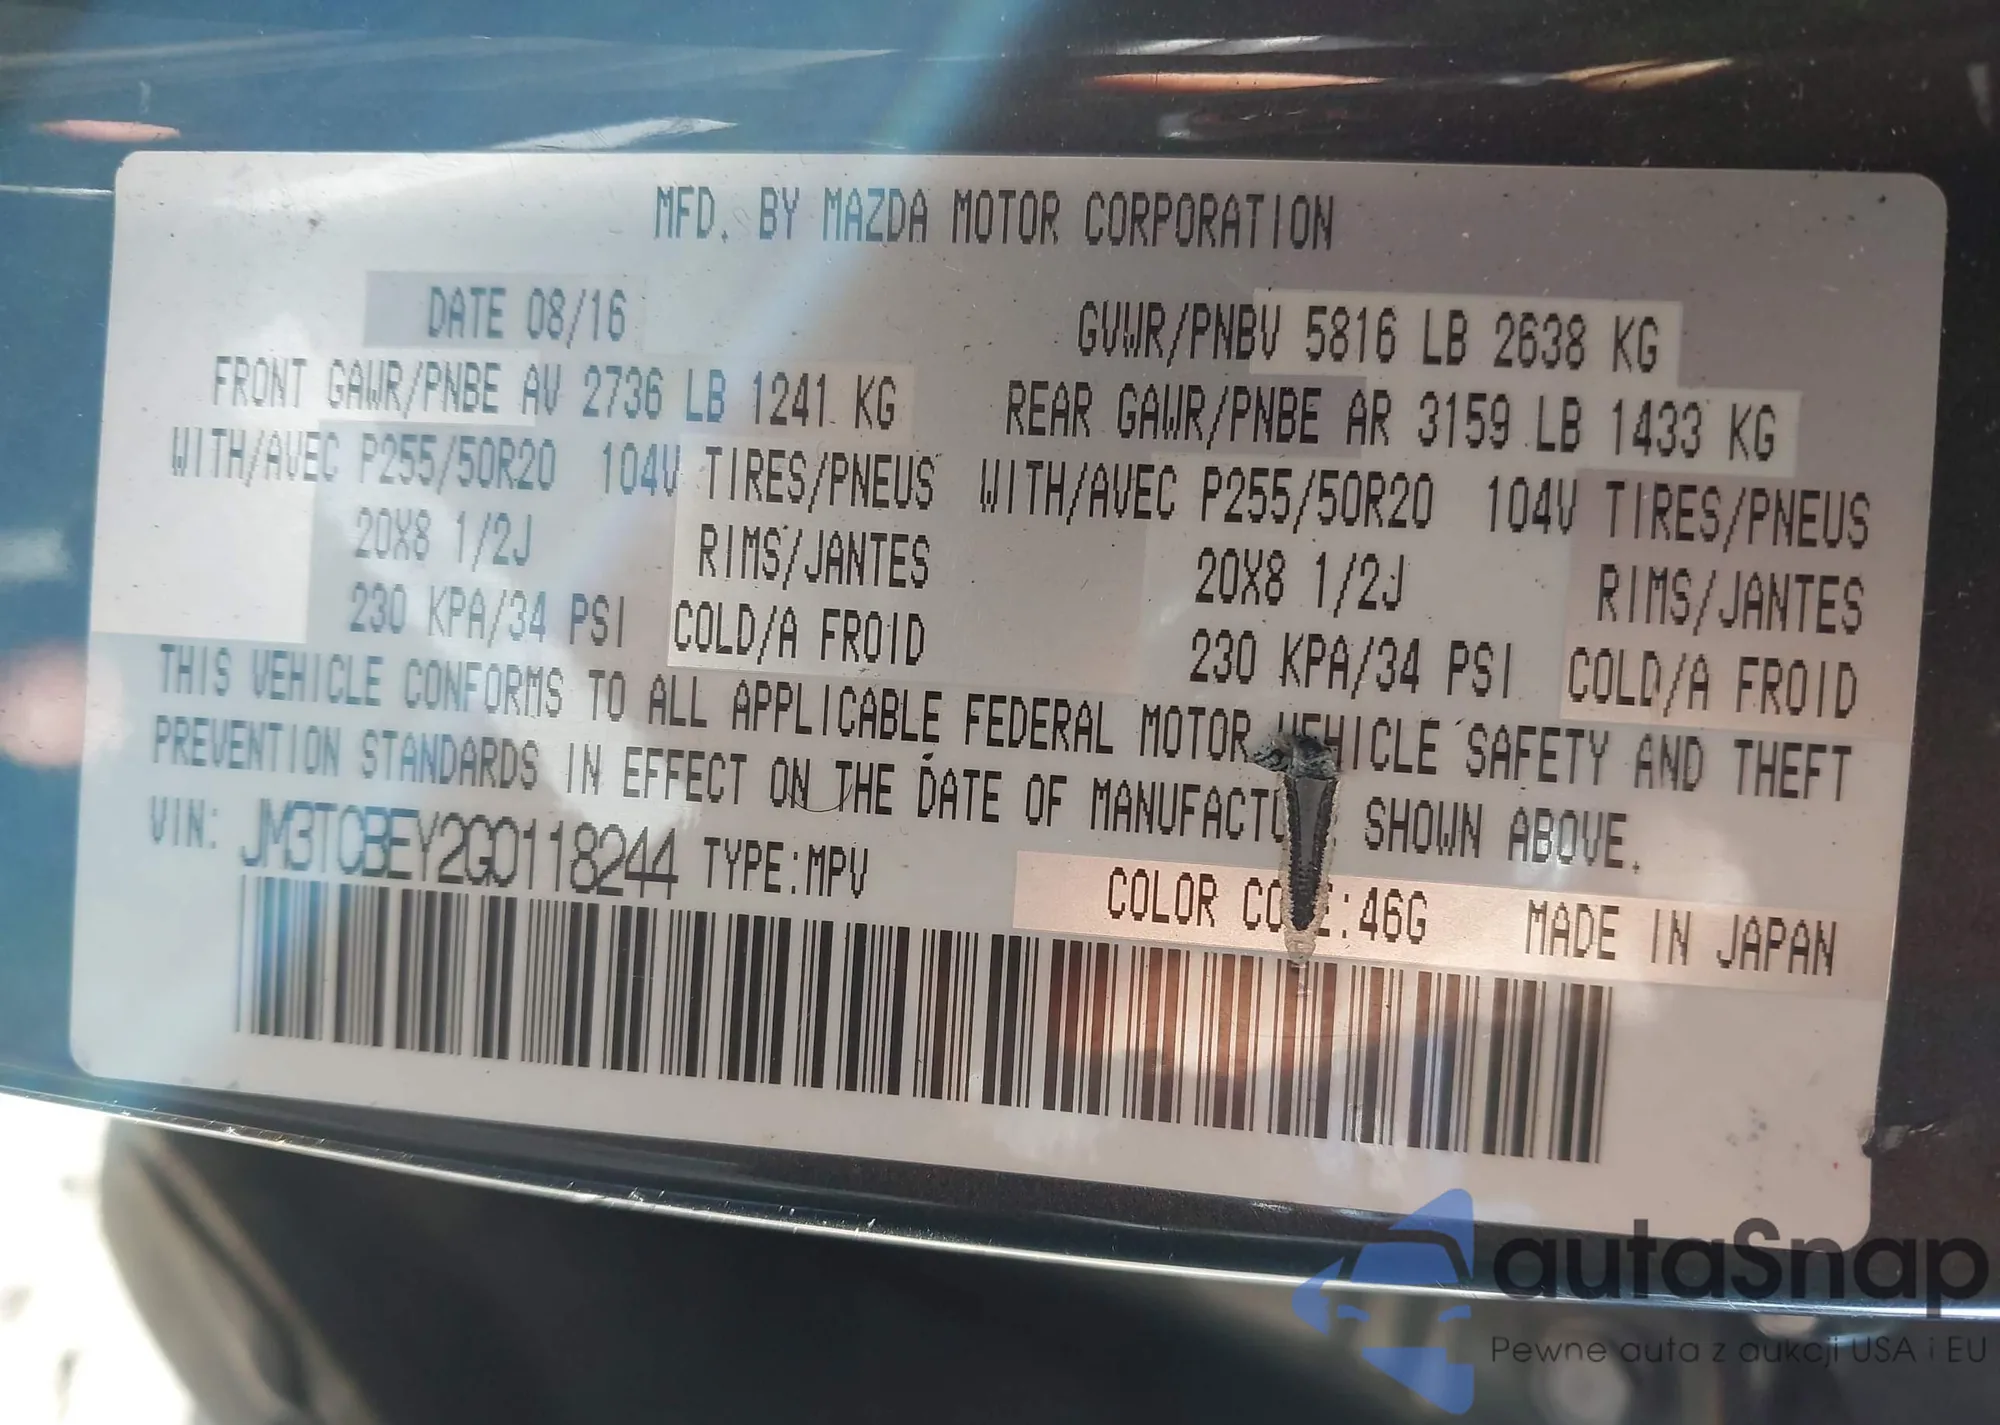 MFD. BY MAZDA MOTOR CORPORATION
DATE 08/16 GVWR/PNBV 5816 LB 2638 KG
FRONT GAWR/PNBE AV 2736 LB 1241 KG REAR GAWR/PNBE AR 3159 LB 1433 KG
WITH/AVEC P255/50R20 104V TIRES/PNEUS WITH/AVEC P255/50R20 104V TIRES/PNEUS
20X8 1/2J RIMS/JANTES 20X8 1/2J RIMS/JANTES
230 KPA/34 PSI COLD/A FROID 230 KPA/34 PSI COLD/A FROID
THIS VEHICLE CONFORMS TO ALL APPLICABLE FEDERAL MOTOR VEHICLE SAFETY AND THEFT
PREVENTION STANDARDS IN EFFECT ON THE DATE OF MANUFACTURE SHOWN ABOVE.
VIN: JM3TCBEY2G0118244 TYPE:MPV COLOR CODE:46G MADE IN JAPAN
autaSnap
Pewne auta z aukcji USA i EU